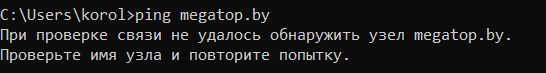 C:\Users\korol>ping megatop.by
При проверке связи не удалось обнаружить узел megatop.by.
Проверьте имя узла и повторите попытку.